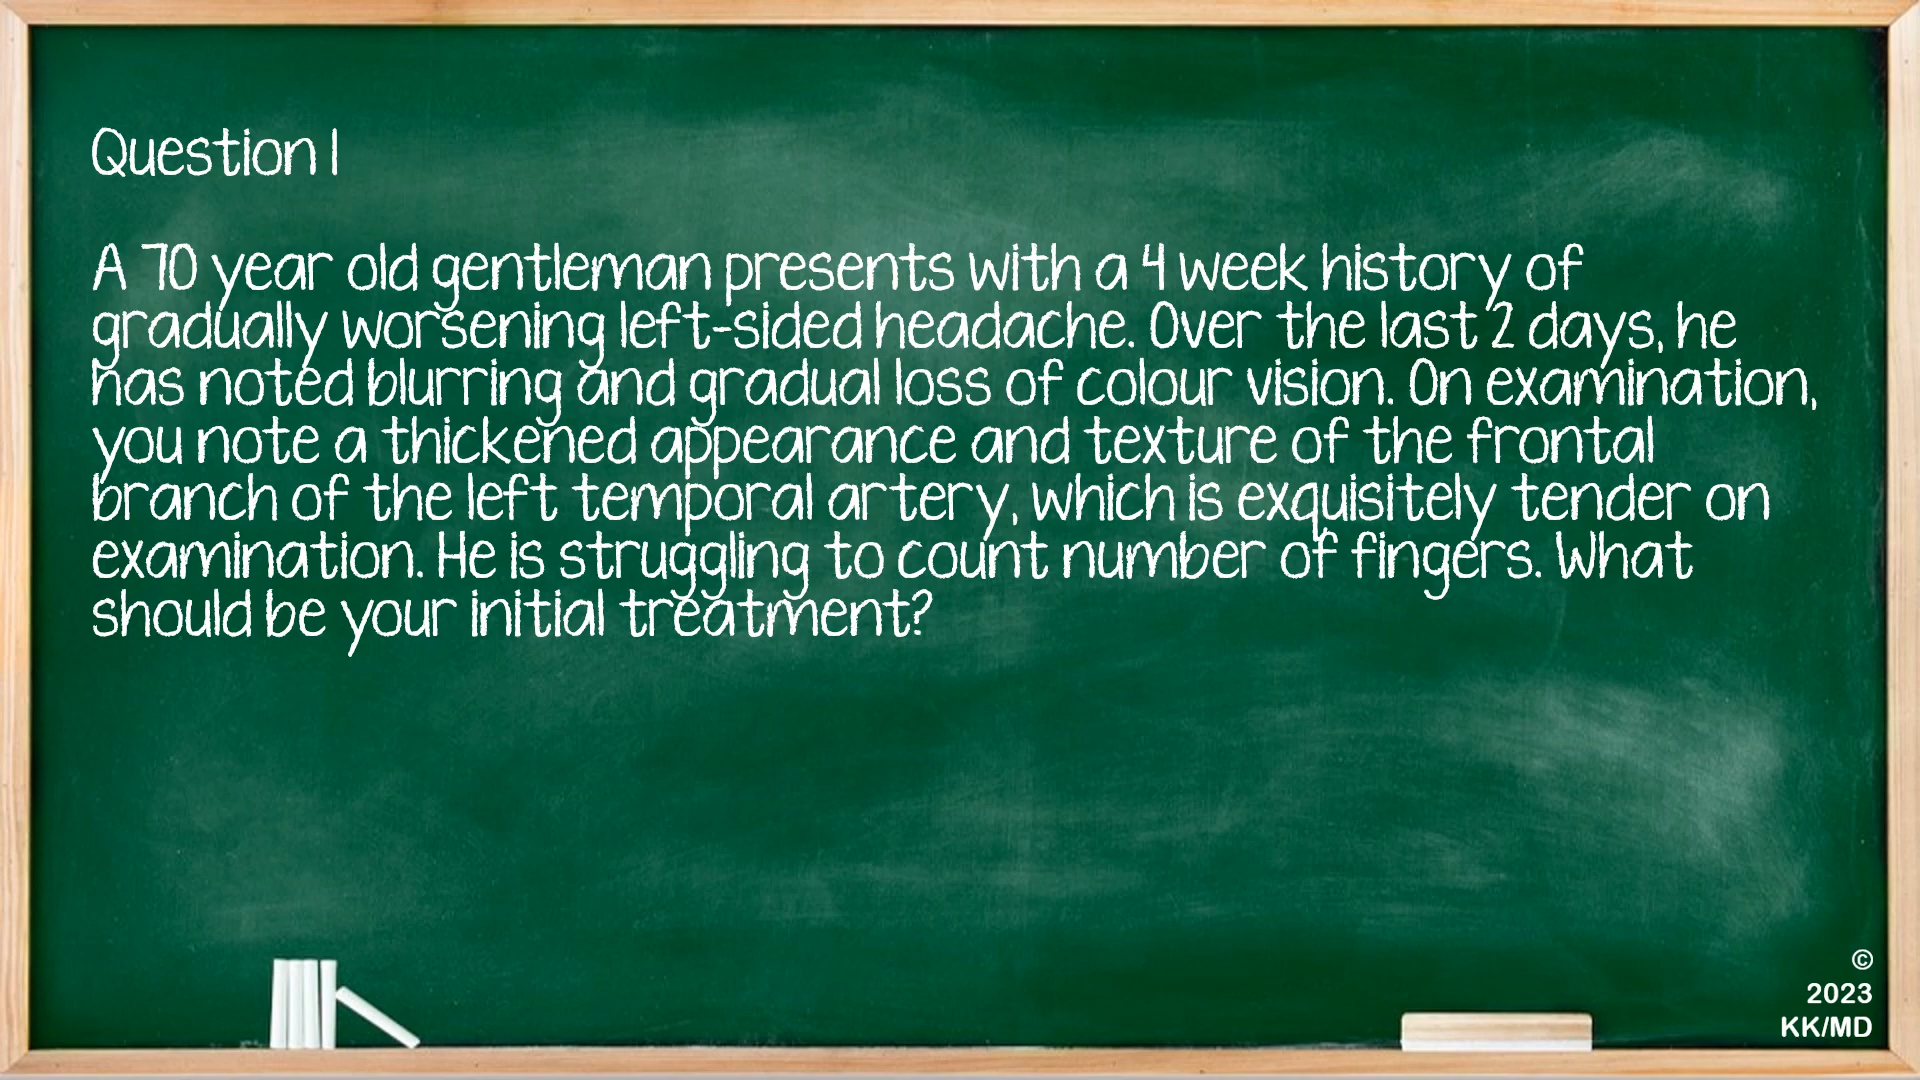 Question 1
A 70 year old gentleman presents with a 4 week history of
gradually worsening left-sided headache. Over the last 2 days, he
has noted blurring and gradual loss of colour vision. On examination,
you note a thickened appearance and texture of the frontal
branch of the left temporal artery, which is exquisitely tender on
examination. He is struggling to count number of fingers. What
should be your initial treatment?
©
2023
KK/MD